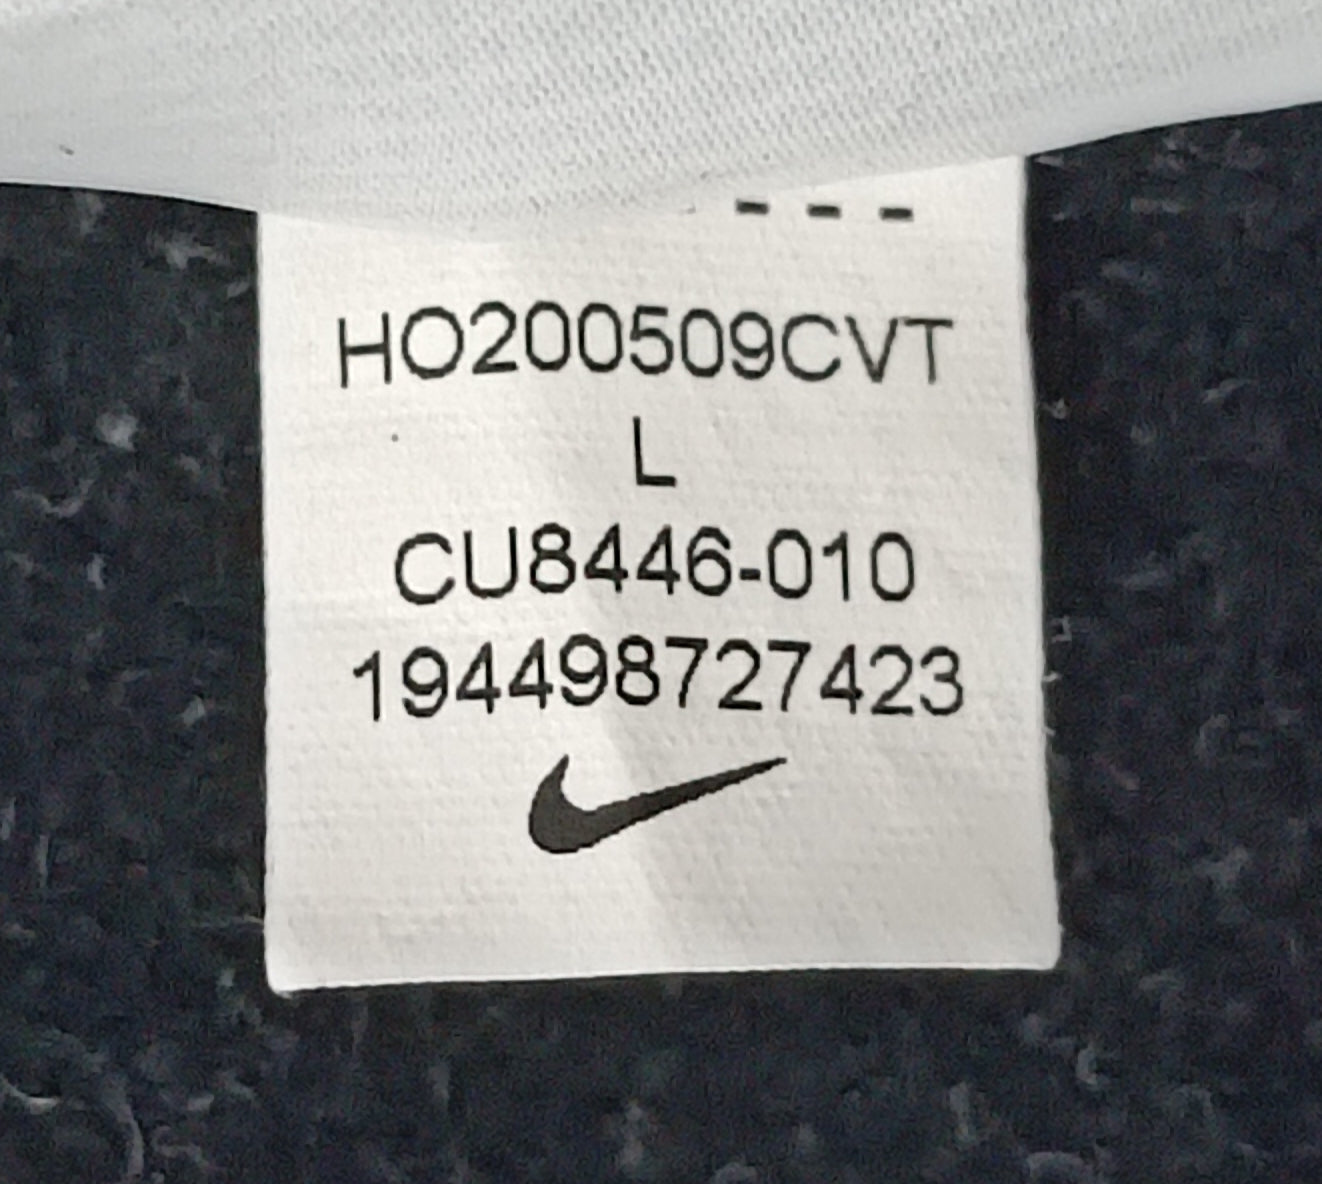 - - -
HO200509CVT
L
CU8446-010
194498727423